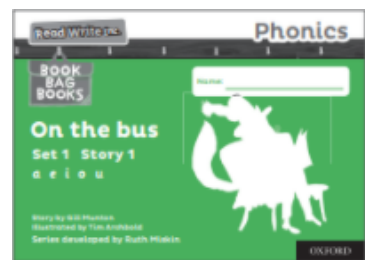 Read Write Inc.
Phonics
BOOK
BAG
BOOKS
Name:
On the bus
Set 1 Story 1
a e i o u
Story by Gill Munton
Illustrated by Tim Archbold
Series developed by Ruth Miskin
OXFORD